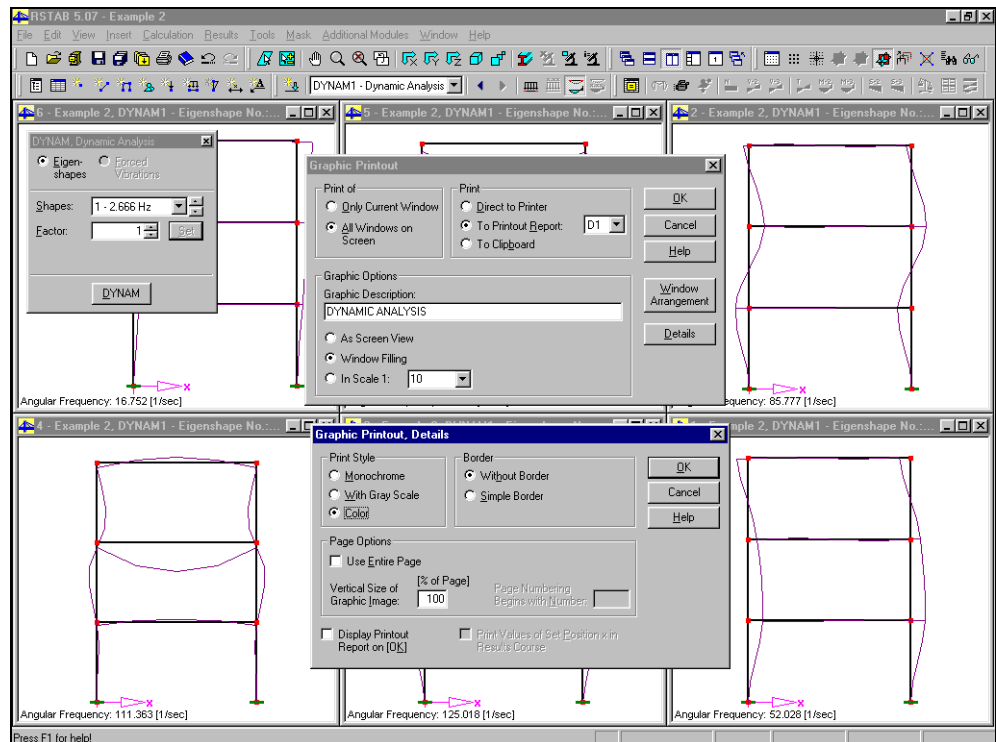 RSTAB 5.07 - Example 2
File Edit View Insert Calculation Results Tools Mask Additional Modules Window Help
DYNAM1 - Dynamic Analysis
6 - Example 2, DYNAM1 - Eigenshape No.:...
5 - Example 2, DYNAM1 - Eigenshape No.:...
2 - Example 2, DYNAM1 - Eigenshape No.:...
DYNAM, Dynamic Analysis
Eigen-shapes
Forced Vibrations
Shapes: 1 - 2.666 Hz
Factor: 1 Set
DYNAM
x
Angular Frequency: 16.752 [1/sec]
Graphic Printout
Print of
Only Current Window
All Windows on Screen
Print
Direct to Printer
To Printout Report: D1
To Clipboard
OK
Cancel
Help
Window Arrangement
Details
Graphic Options
Graphic Description:
DYNAMIC ANALYSIS
As Screen View
Window Filling
In Scale 1: 10
x
equency: 85.777 [1/sec]
4 - Example 2, DYNAM1 - Eigenshape No.:...
mple 2, DYNAM1 - Eigenshape No.:...
Graphic Printout, Details
Print Style
Monochrome
With Gray Scale
Color
Border
Without Border
Simple Border
OK
Cancel
Help
Page Options
Use Entire Page
Vertical Size of Graphic Image:
[% of Page]
100
Page Numbering Begins with Number:
Display Printout Report on [OK]
Print Values of Set Position x in Results Course
x
Angular Frequency: 111.363 [1/sec]
x
Angular Frequency: 125.018 [1/sec]
x
Angular Frequency: 52.028 [1/sec]
Press F1 for help!